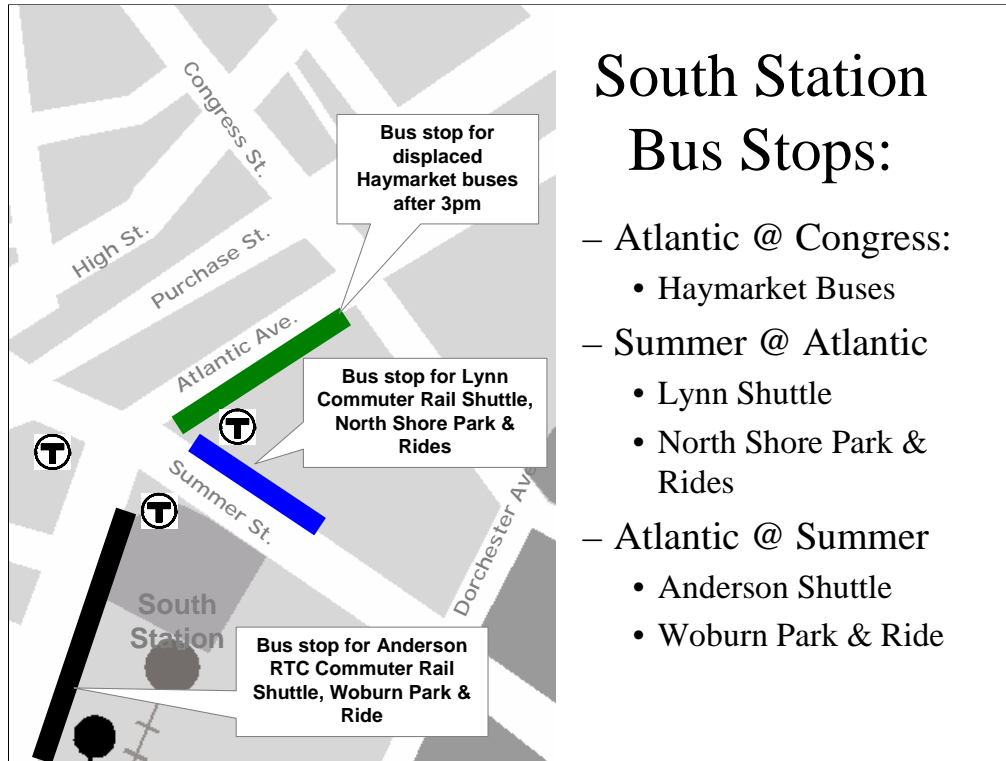 Congress St.
Bus stop for
displaced
Haymarket buses
after 3pm
High St.
Purchase St.
Atlantic Ave.
Bus stop for Lynn
Commuter Rail Shuttle,
North Shore Park &
Rides
T
T
T
Summer St.
Dorchester Ave
South
Station
Bus stop for Anderson
RTC Commuter Rail
Shuttle, Woburn Park &
Ride
South Station
Bus Stops:
– Atlantic @ Congress:
• Haymarket Buses
– Summer @ Atlantic
• Lynn Shuttle
• North Shore Park &
Rides
– Atlantic @ Summer
• Anderson Shuttle
• Woburn Park & Ride